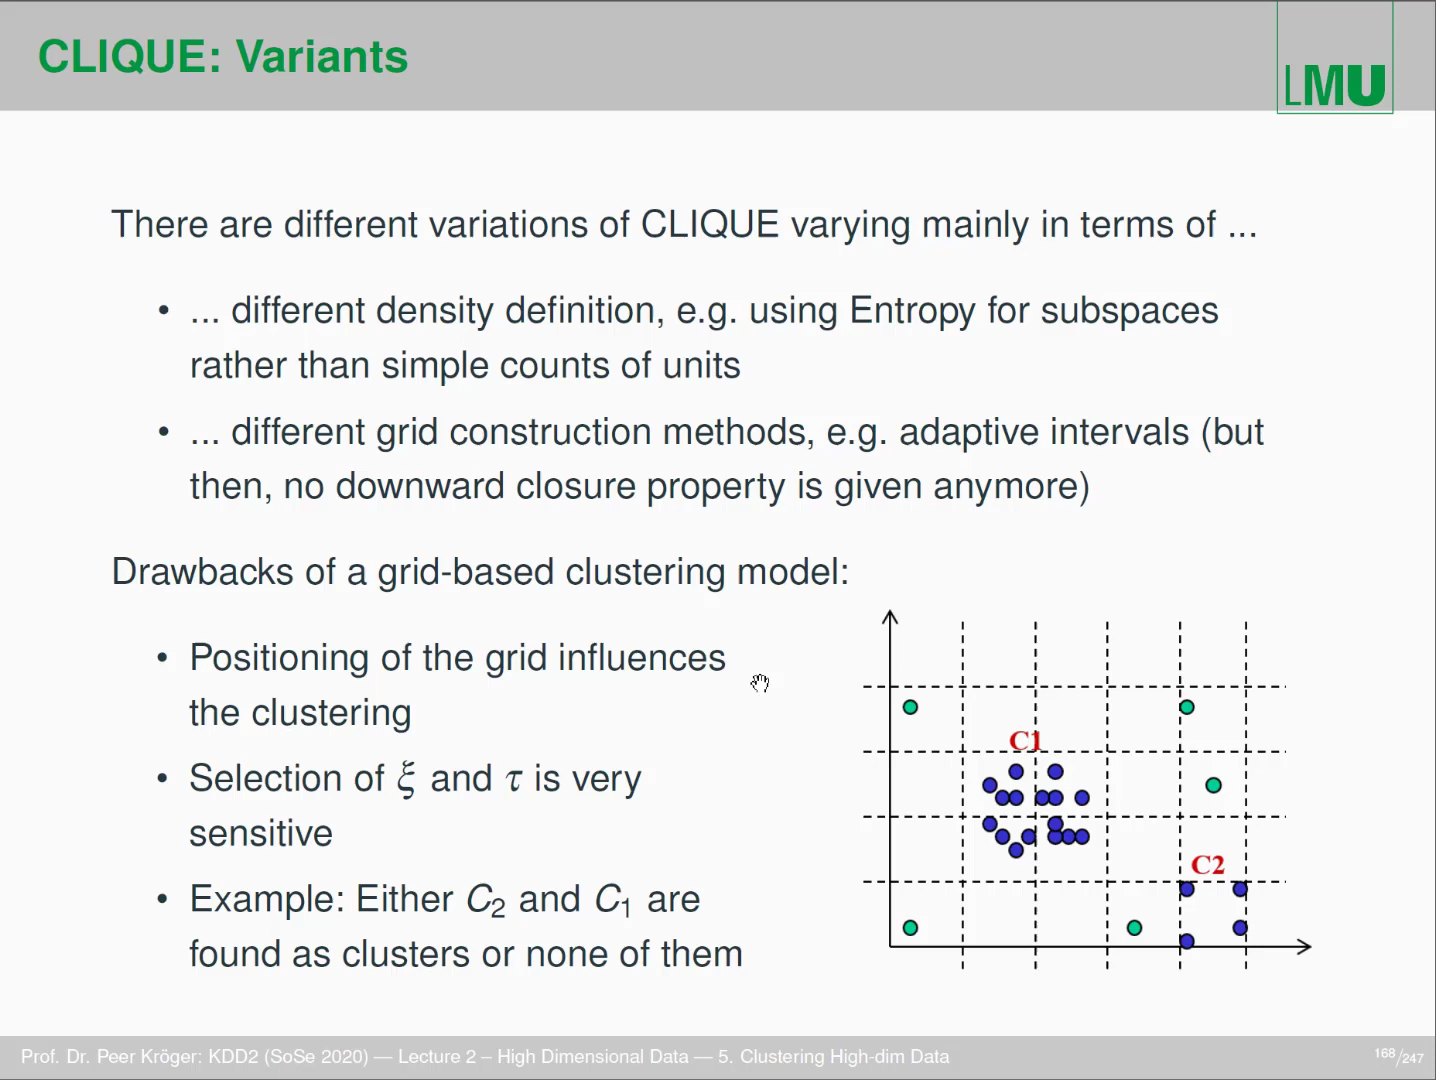 CLIQUE: Variants
LMU
There are different variations of CLIQUE varying mainly in terms of ...
• ... different density definition, e.g. using Entropy for subspaces
rather than simple counts of units
• ... different grid construction methods, e.g. adaptive intervals (but
then, no downward closure property is given anymore)
Drawbacks of a grid-based clustering model:
• Positioning of the grid influences
the clustering
• Selection of ξ and τ is very
sensitive
• Example: Either C₂ and C₁ are
found as clusters or none of them
C1
C2
Prof. Dr. Peer Kröger: KDD2 (SoSe 2020) — Lecture 2 – High Dimensional Data — 5. Clustering High-dim Data
168/247